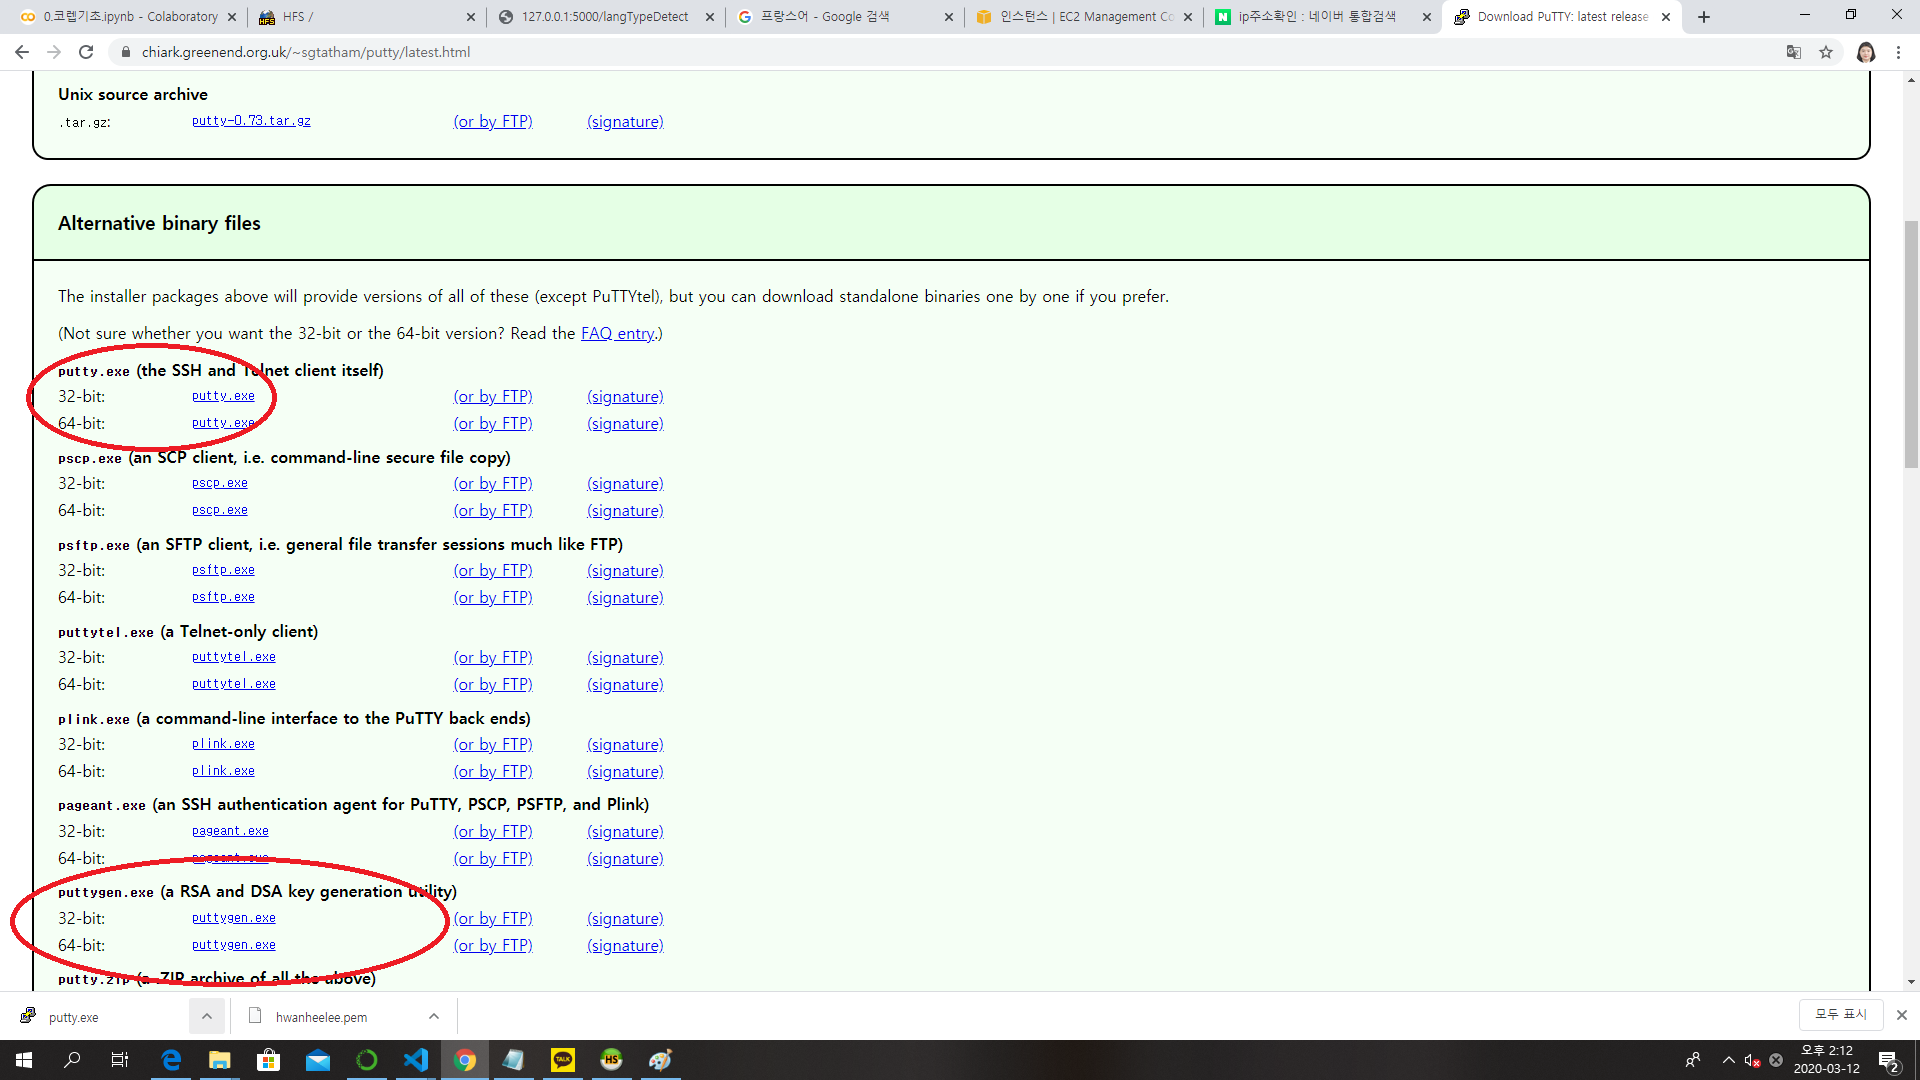 0.코렙기초.ipynb - Colaboratory
HFS /
127.0.0.1:5000/langTypeDetect
프랑스어 - Google 검색
인스턴스 | EC2 Management Co
ip주소확인 : 네이버 통합검색
Download PuTTY: latest release
chiark.greenend.org.uk/~sgtatham/putty/latest.html
Unix source archive
.tar.gz: putty-0.73.tar.gz (or by FTP) (signature)
Alternative binary files
The installer packages above will provide versions of all of these (except PuTTYtel), but you can download standalone binaries one by one if you prefer.
(Not sure whether you want the 32-bit or the 64-bit version? Read the FAQ entry.)
putty.exe (the SSH and Telnet client itself)
32-bit: putty.exe (or by FTP) (signature)
64-bit: putty.exe (or by FTP) (signature)
pscp.exe (an SCP client, i.e. command-line secure file copy)
32-bit: pscp.exe (or by FTP) (signature)
64-bit: pscp.exe (or by FTP) (signature)
psftp.exe (an SFTP client, i.e. general file transfer sessions much like FTP)
32-bit: psftp.exe (or by FTP) (signature)
64-bit: psftp.exe (or by FTP) (signature)
puttytel.exe (a Telnet-only client)
32-bit: puttytel.exe (or by FTP) (signature)
64-bit: puttytel.exe (or by FTP) (signature)
plink.exe (a command-line interface to the PuTTY back ends)
32-bit: plink.exe (or by FTP) (signature)
64-bit: plink.exe (or by FTP) (signature)
pageant.exe (an SSH authentication agent for PuTTY, PSCP, PSFTP, and Plink)
32-bit: pageant.exe (or by FTP) (signature)
64-bit: pageant.exe (or by FTP) (signature)
puttygen.exe (a RSA and DSA key generation utility)
32-bit: puttygen.exe (or by FTP) (signature)
64-bit: puttygen.exe (or by FTP) (signature)
putty.zip (a .ZIP archive of all the above)
putty.exe
hwanheelee.pem
모두 표시
TALK
HS
오후 2:12
2020-03-12
2